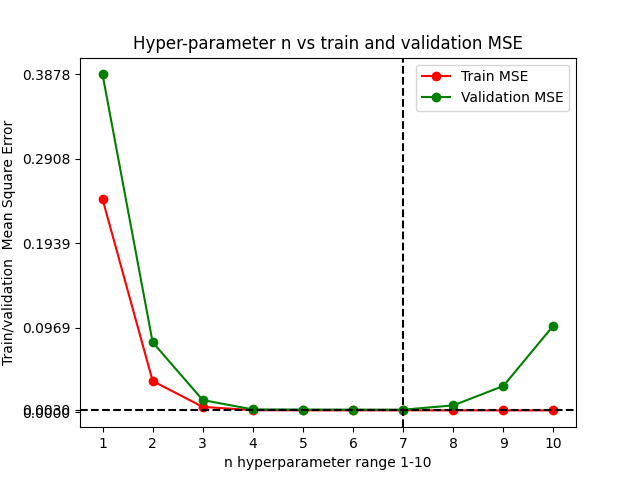 Hyper-parameter n vs train and validation MSE
Train MSE
Validation MSE
0.3878
0.2908
0.1939
0.0969
0.0030
0.0000
Train/validation  Mean Square Error
1 2 3 4 5 6 7 8 9 10
n hyperparameter range 1-10